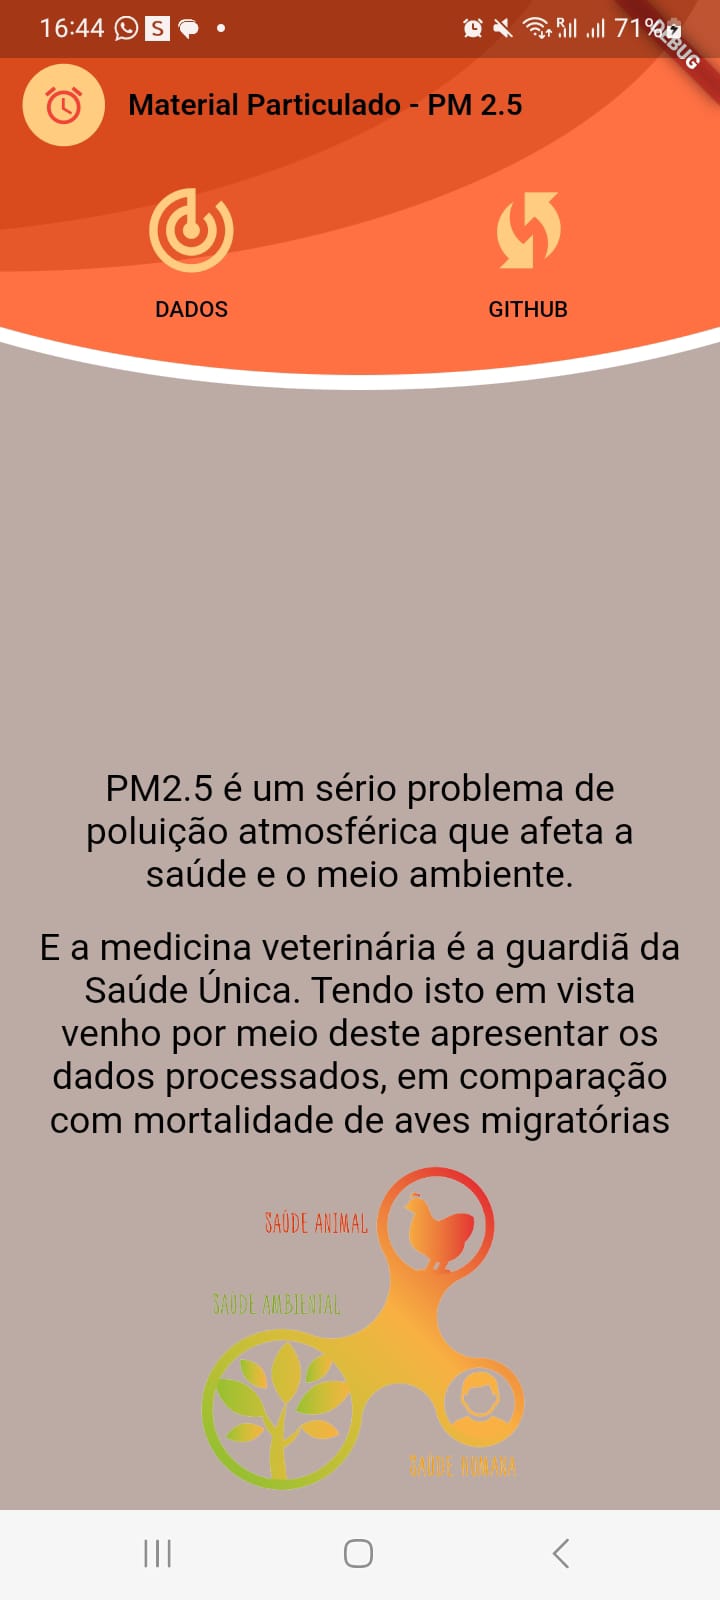 16:44 S R 71%
DEBUG
Material Particulado - PM 2.5
DADOS GITHUB
PM2.5 é um sério problema de
poluição atmosférica que afeta a
saúde e o meio ambiente.
E a medicina veterinária é a guardiã da
Saúde Única. Tendo isto em vista
venho por meio deste apresentar os
dados processados, em comparação
com mortalidade de aves migratórias
SAÚDE ANIMAL
SAÚDE AMBIENTAL
SAÚDE HUMANA